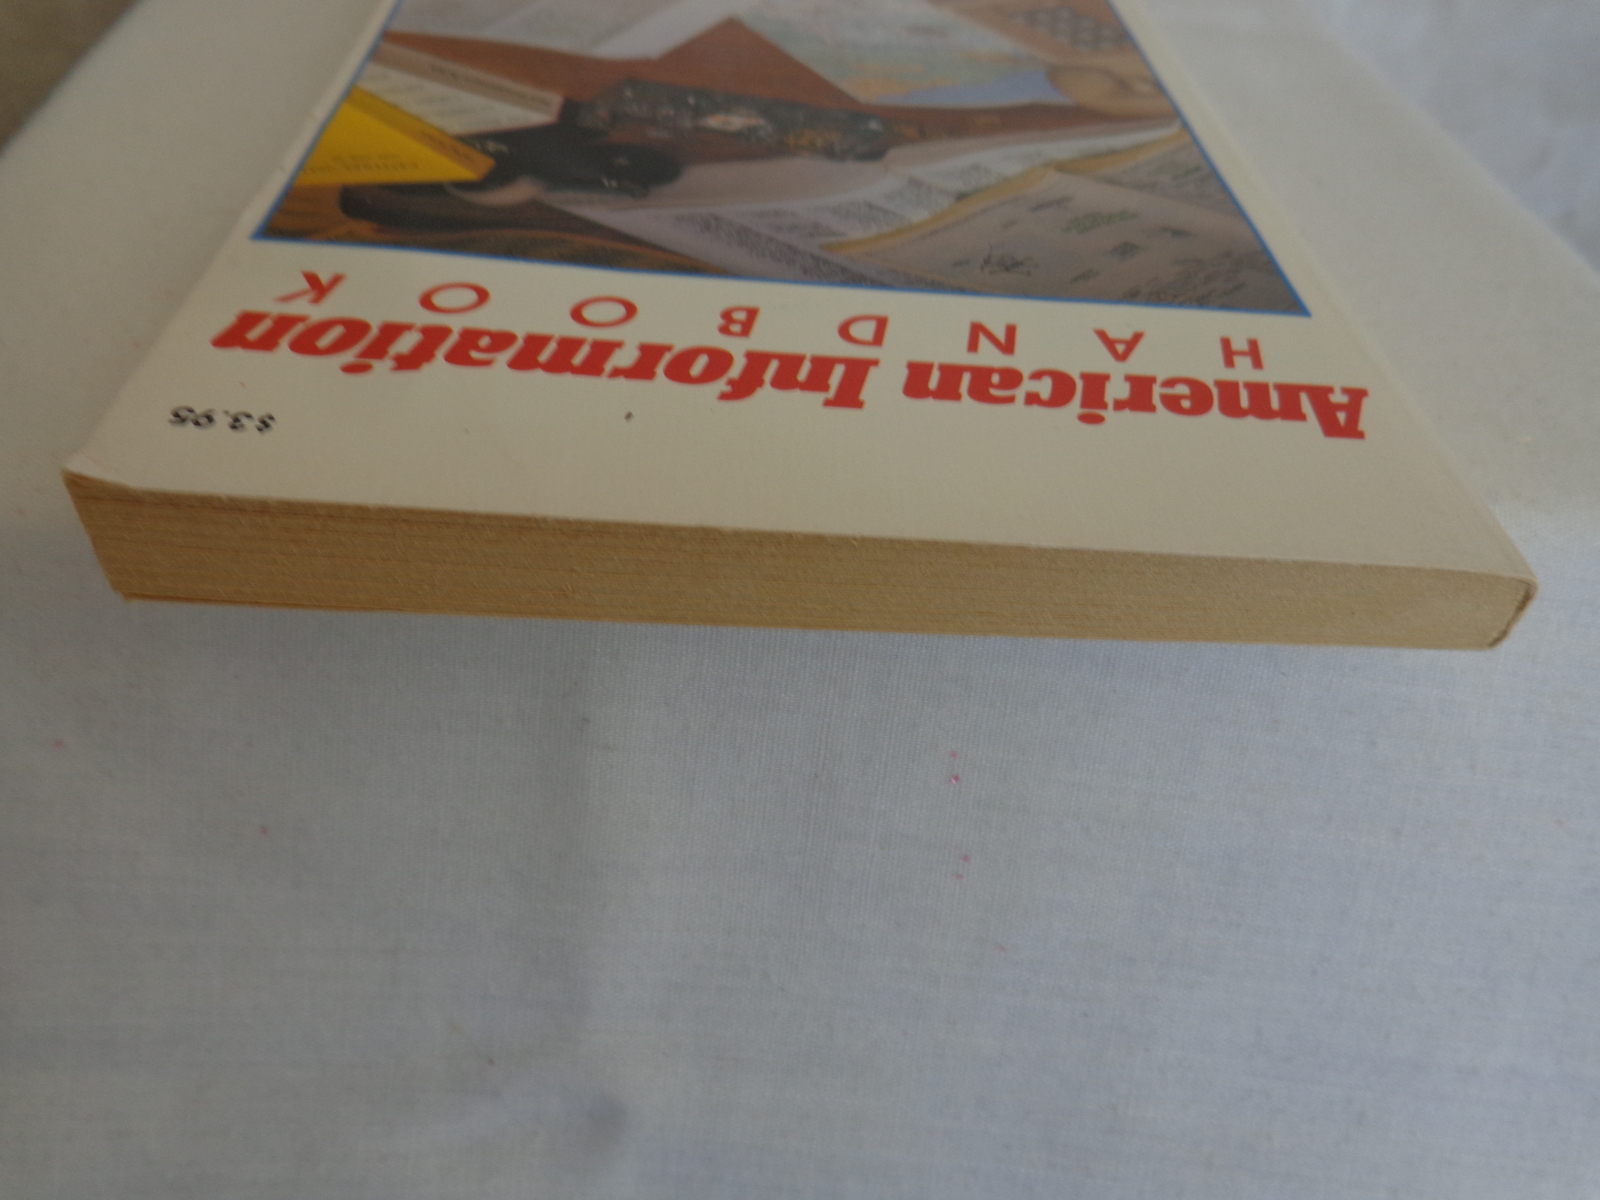 $3.95
American Information
HANDBOOK